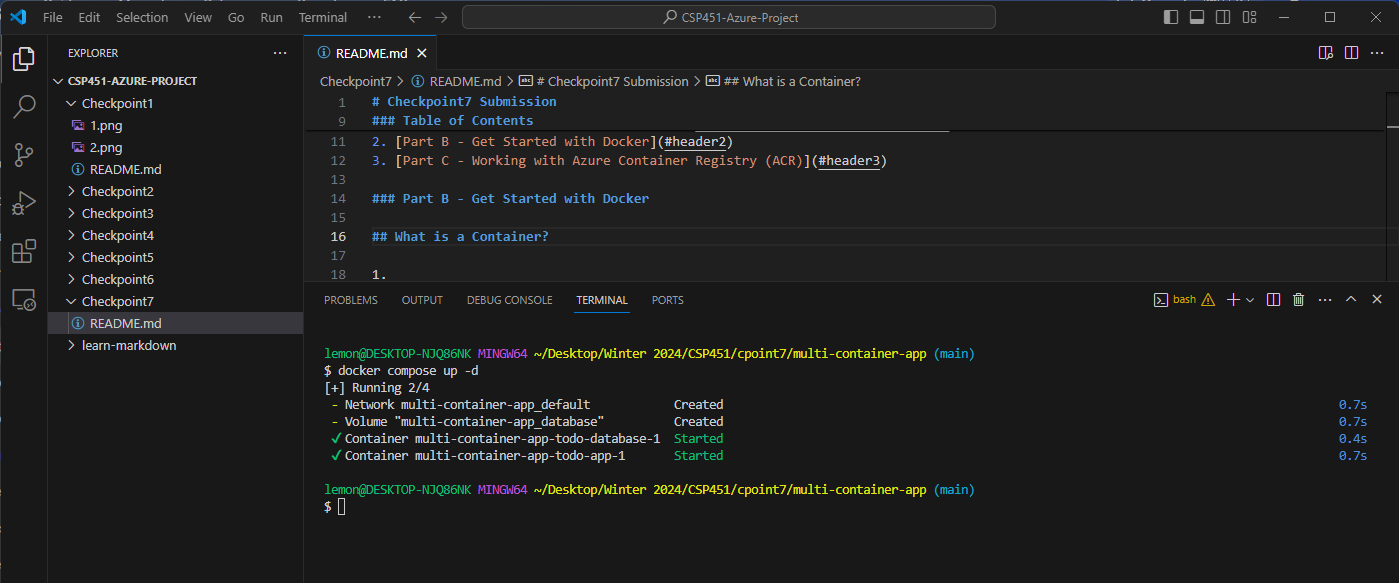 File Edit Selection View Go Run Terminal ··· CSP451-Azure-Project
EXPLORER ···
CSP451-AZURE-PROJECT
Checkpoint1
1.png
2.png
README.md
Checkpoint2
Checkpoint3
Checkpoint4
Checkpoint5
Checkpoint6
Checkpoint7
README.md
learn-markdown
README.md
Checkpoint7 > README.md > # Checkpoint7 Submission > ## What is a Container?
1 # Checkpoint7 Submission
9 ### Table of Contents
11 2. [Part B - Get Started with Docker](#header2)
12 3. [Part C - Working with Azure Container Registry (ACR)](#header3)
13
14 ### Part B - Get Started with Docker
15
16 ## What is a Container?
17
18 1.
PROBLEMS OUTPUT DEBUG CONSOLE TERMINAL PORTS bash
lemon@DESKTOP-NJQ86NK MINGW64 ~/Desktop/Winter 2024/CSP451/cpoint7/multi-container-app (main)
$ docker compose up -d
[+] Running 2/4
- Network multi-container-app_default Created 0.7s
- Volume "multi-container-app_database" Created 0.7s
✓ Container multi-container-app-todo-database-1 Started 0.4s
✓ Container multi-container-app-todo-app-1 Started 0.7s
lemon@DESKTOP-NJQ86NK MINGW64 ~/Desktop/Winter 2024/CSP451/cpoint7/multi-container-app (main)
$